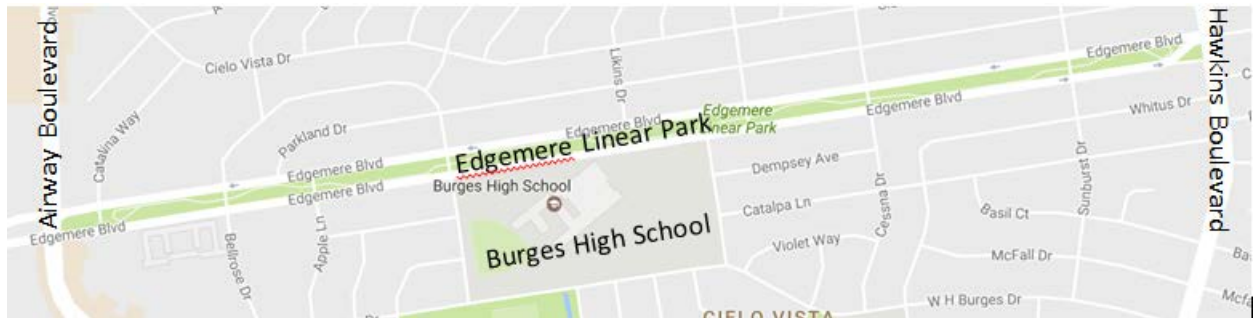 Airway Boulevard
Hawkins Boulevard
Cielo Vista Dr
Likins Dr
Edgemere Blvd
Catalina Way
Parkland Dr
Edgemere Blvd
Edgemere
Linear Park
Edgemere Blvd
Whitus Dr
Edgemere Linear Park
Edgemere Blvd
Edgemere Blvd
Burges High School
Dempsey Ave
Sunburst Dr
Apple Ln
Catalpa Ln
Cessna Dr
Basil Ct
Edgemere Blvd
Bellrose Dr
Burges High School
Violet Way
McFall Dr
W H Burges Dr
CIELO VISTA